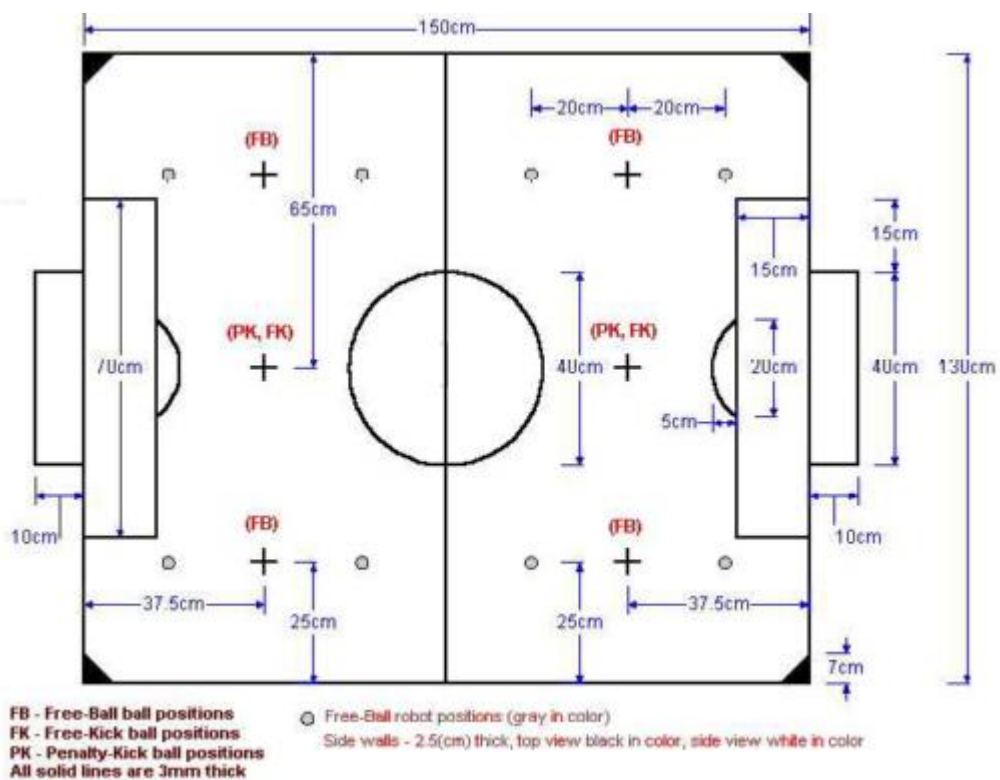 150cm
20cm 20cm
(FB) (FB)
65cm
15cm
15cm
(PK, FK) (PK, FK)
70cm 40cm 20cm 40cm 130cm
5cm
(FB) (FB)
10cm 10cm
37.5cm 37.5cm
25cm 25cm
7cm
FB - Free-Ball ball positions
FK - Free-Kick ball positions
PK - Penalty-Kick ball positions
All solid lines are 3mm thick
Free-Ball robot positions (gray in color)
Side walls - 2.5(cm) thick, top view black in color, side view white in color